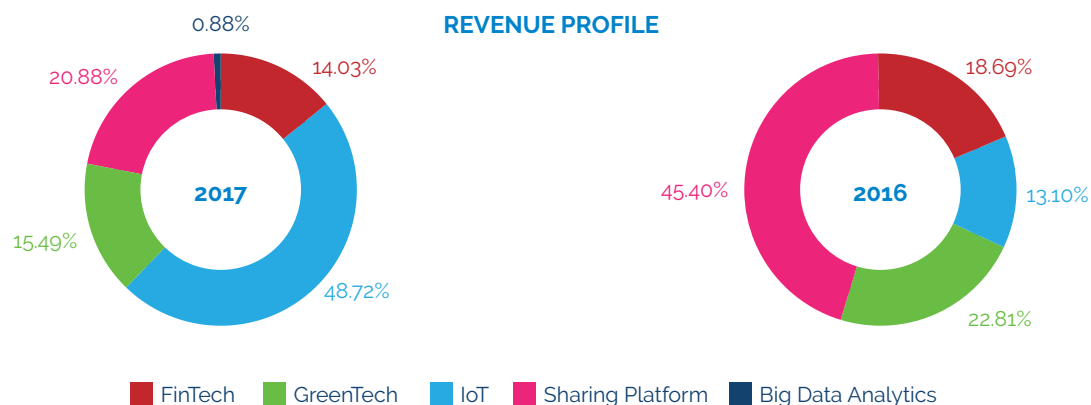 REVENUE PROFILE
0.88%
20.88%
14.03%
2017
15.49%
48.72%
18.69%
45.40%
2016
13.10%
22.81%
FinTech
GreenTech
IoT
Sharing Platform
Big Data Analytics